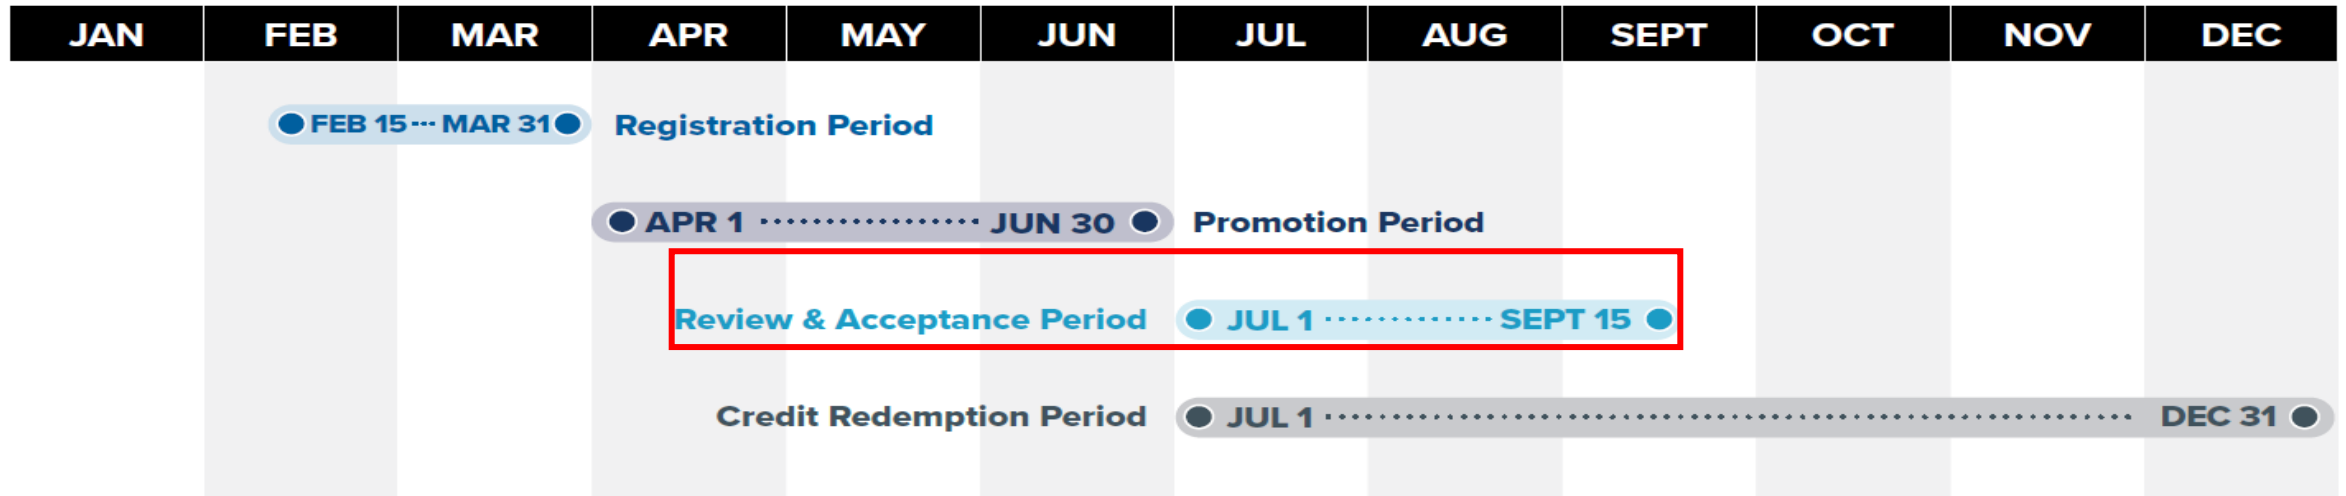 JAN FEB MAR APR MAY JUN JUL AUG SEPT OCT NOV DEC
FEB 15 ··· MAR 31 Registration Period
APR 1 ················· JUN 30 Promotion Period
Review & Acceptance Period JUL 1 ············· SEPT 15
Credit Redemption Period JUL 1 ······························ DEC 31